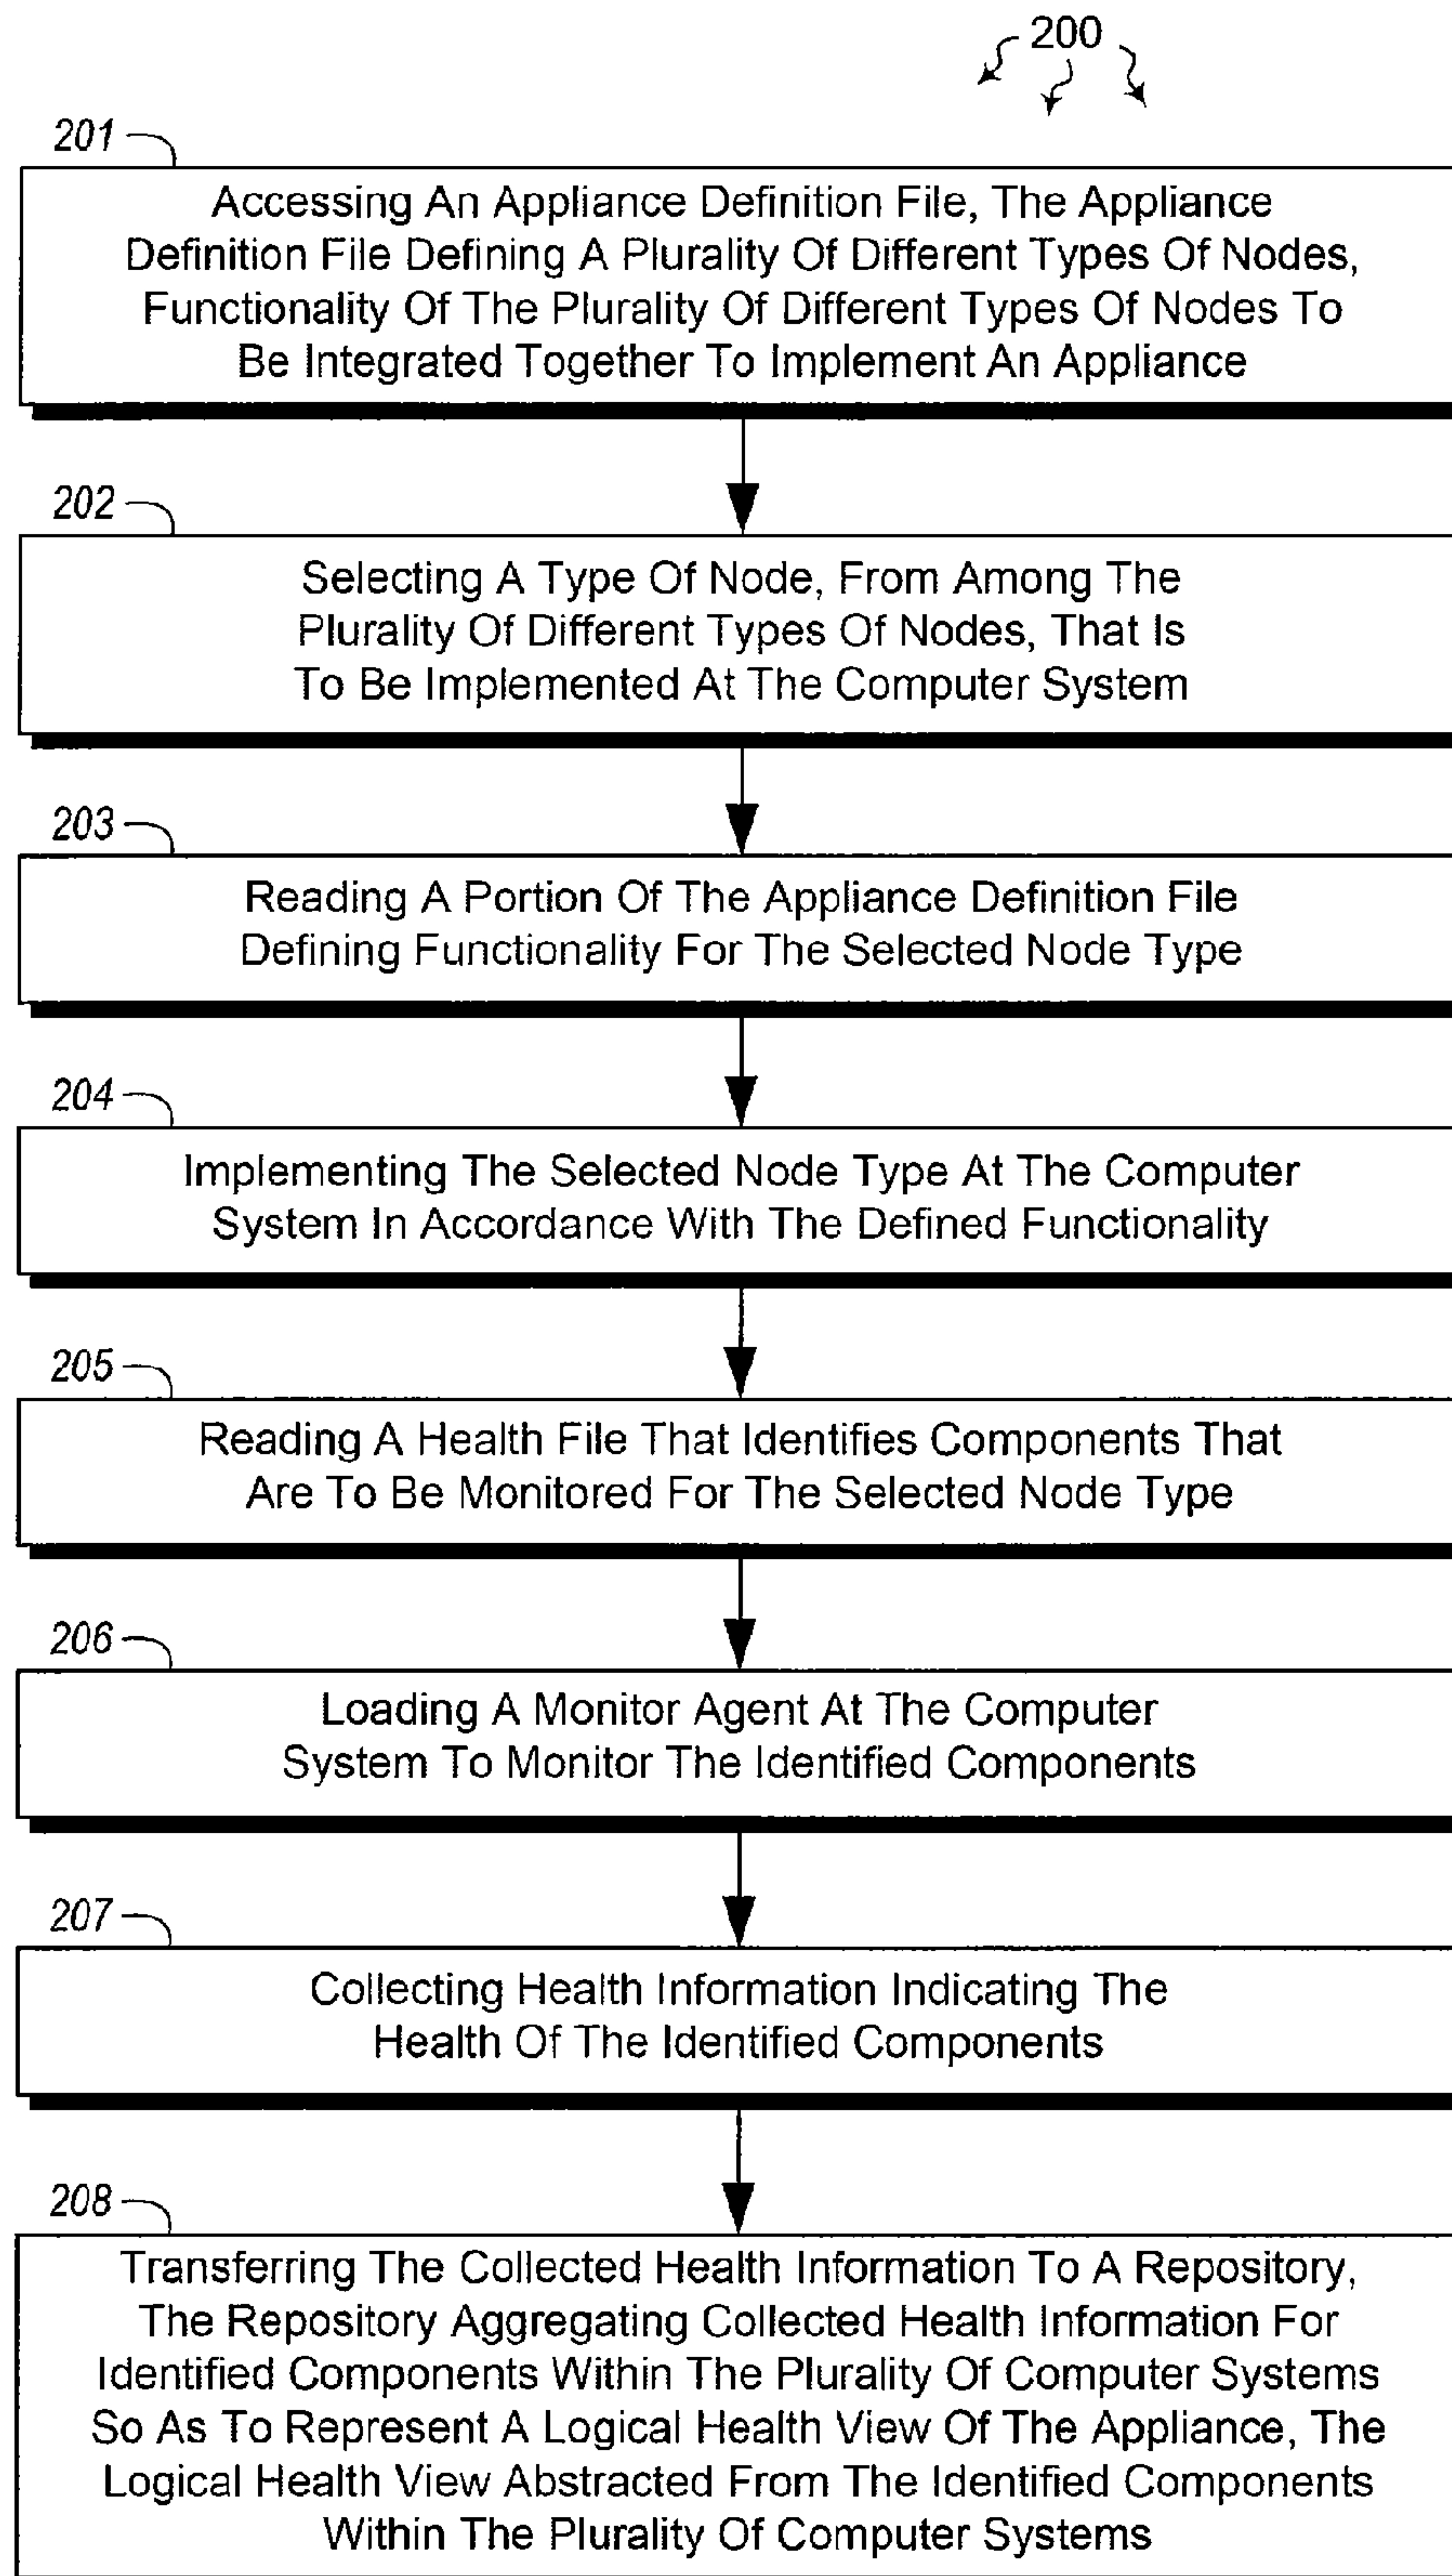 200
201
Accessing An Appliance Definition File, The Appliance
Definition File Defining A Plurality Of Different Types Of Nodes,
Functionality Of The Plurality Of Different Types Of Nodes To
Be Integrated Together To Implement An Appliance
202
Selecting A Type Of Node, From Among The
Plurality Of Different Types Of Nodes, That Is
To Be Implemented At The Computer System
203
Reading A Portion Of The Appliance Definition File
Defining Functionality For The Selected Node Type
204
Implementing The Selected Node Type At The Computer
System In Accordance With The Defined Functionality
205
Reading A Health File That Identifies Components That
Are To Be Monitored For The Selected Node Type
206
Loading A Monitor Agent At The Computer
System To Monitor The Identified Components
207
Collecting Health Information Indicating The
Health Of The Identified Components
208
Transferring The Collected Health Information To A Repository,
The Repository Aggregating Collected Health Information For
Identified Components Within The Plurality Of Computer Systems
So As To Represent A Logical Health View Of The Appliance, The
Logical Health View Abstracted From The Identified Components
Within The Plurality Of Computer Systems